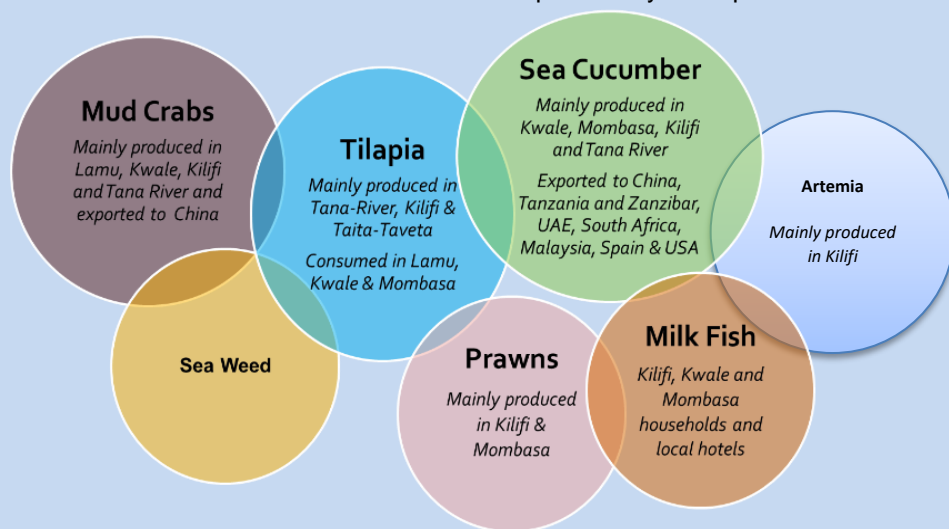 Mud Crabs
Mainly produced in
Lamu, Kwale, Kilifi
and Tana River and
exported to China
Tilapia
Mainly produced in
Tana-River, Kilifi &
Taita-Taveta
Consumed in Lamu,
Kwale & Mombasa
Sea Cucumber
Mainly produced in
Kwale, Mombasa, Kilifi
and Tana River
Exported to China,
Tanzania and Zanzibar,
UAE, South Africa,
Malaysia, Spain & USA
Artemia
Mainly produced
in Kilifi
Sea Weed
Prawns
Mainly produced
in Kilifi &
Mombasa
Milk Fish
Kilifi, Kwale and
Mombasa
households and
local hotels